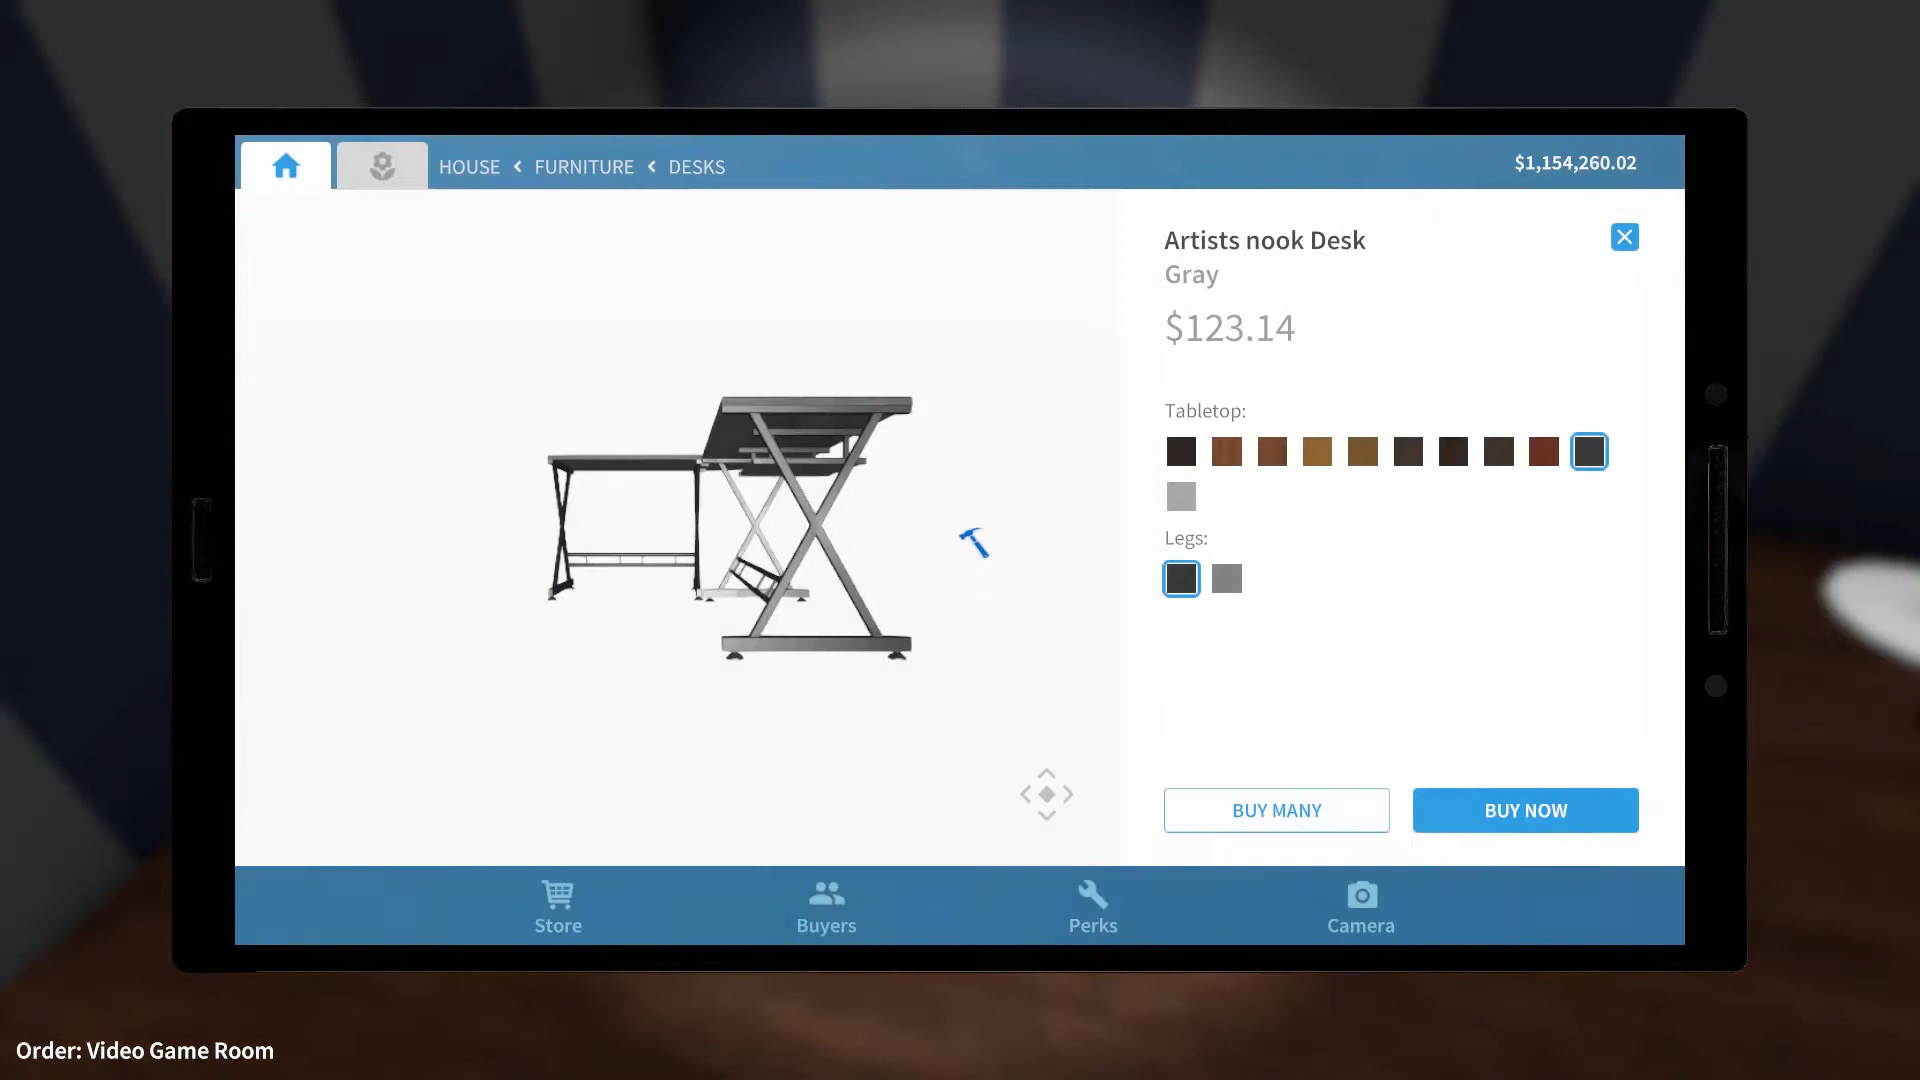 HOUSE < FURNITURE < DESKS
$1,154,260.02
Artists nook Desk
Gray
$123.14
Tabletop:
Legs:
BUY MANY
BUY NOW
Store
Buyers
Perks
Camera
Order: Video Game Room